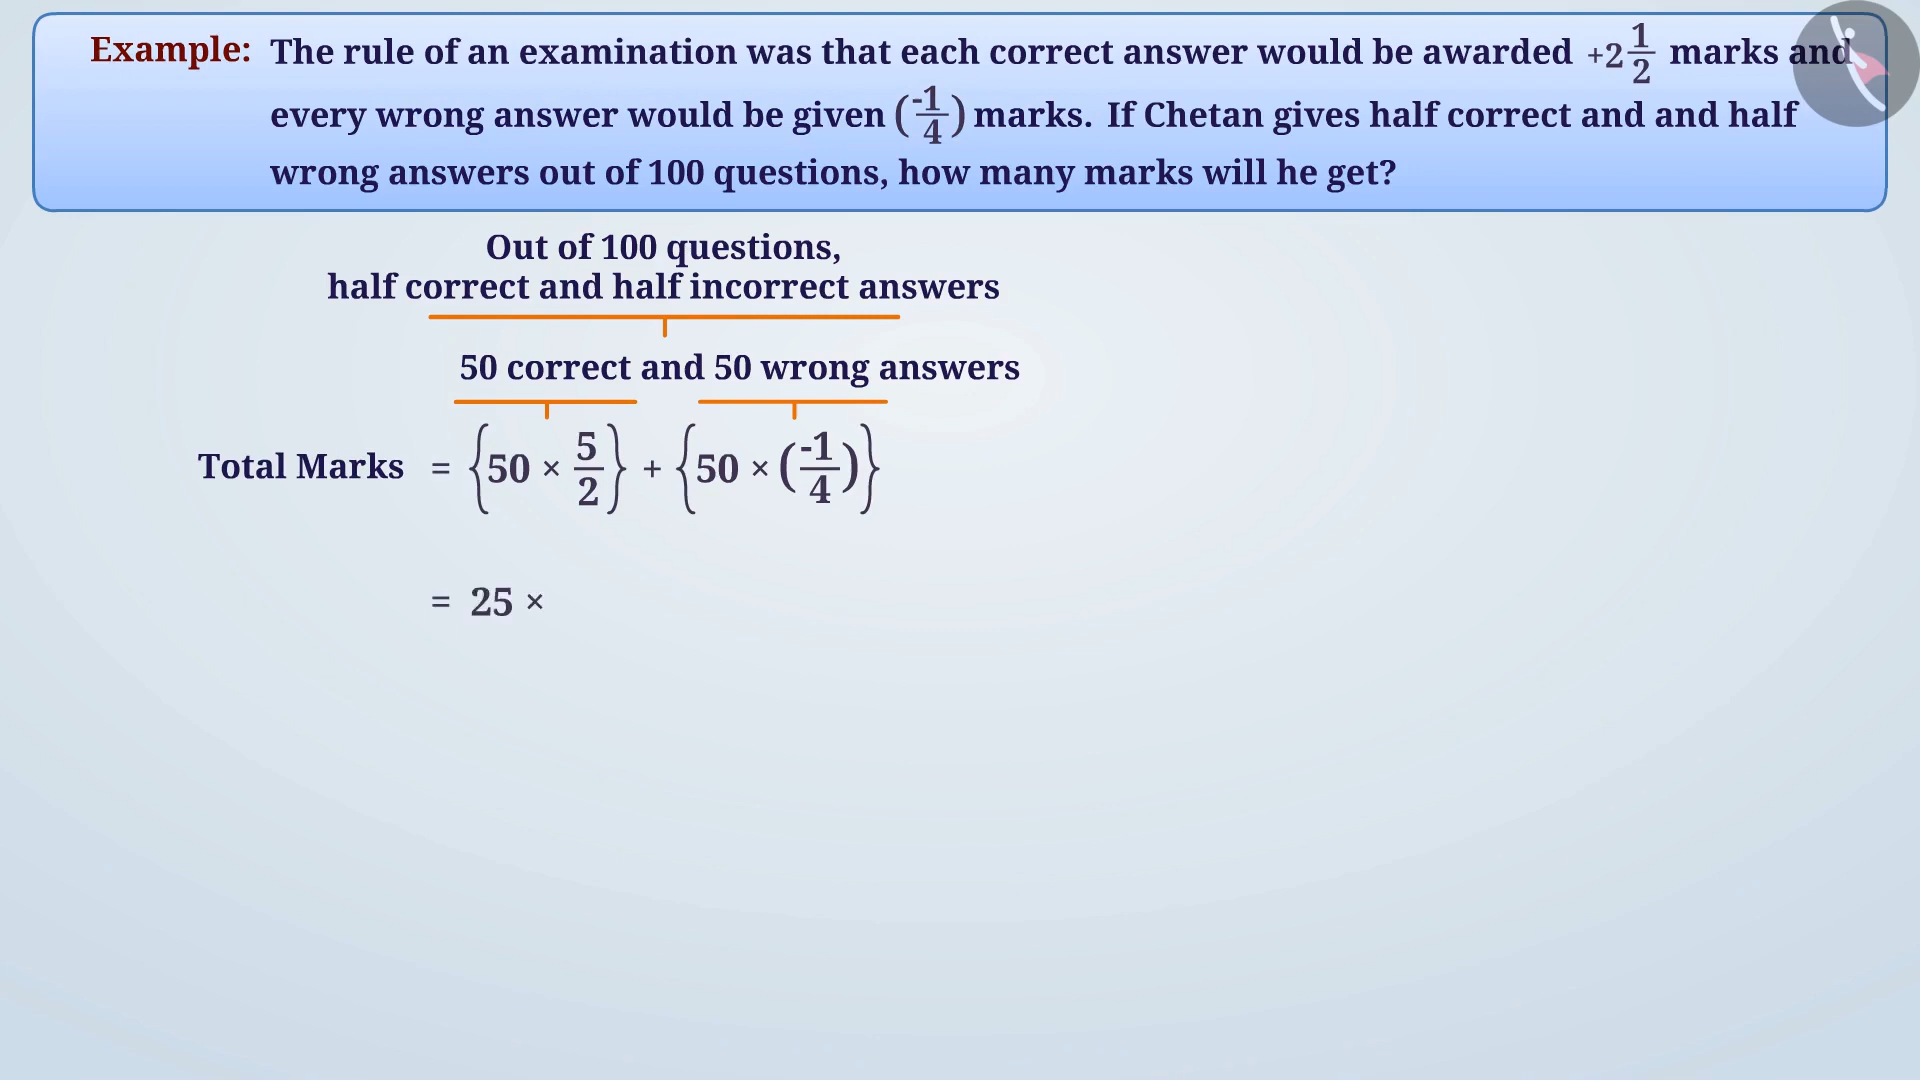 Example: The rule of an examination was that each correct answer would be awarded +2 1/2 marks and
every wrong answer would be given (-1/4) marks. If Chetan gives half correct and and half
wrong answers out of 100 questions, how many marks will he get?
Out of 100 questions,
half correct and half incorrect answers
50 correct and 50 wrong answers
Total Marks = {50 × 5/2} + {50 × (-1/4)}
= 25 ×